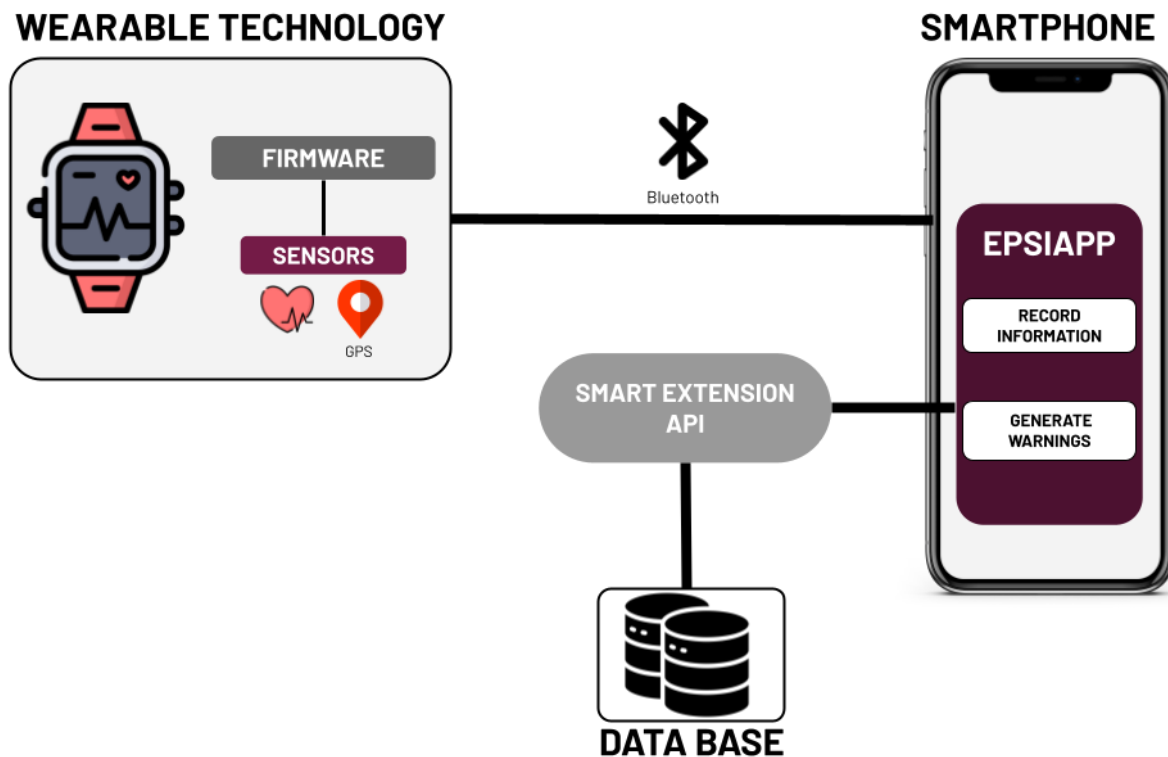 WEARABLE TECHNOLOGY
SMARTPHONE
FIRMWARE
SENSORS
GPS
Bluetooth
EPSIAPP
RECORD
INFORMATION
GENERATE
WARNINGS
SMART EXTENSION
API
DATA BASE